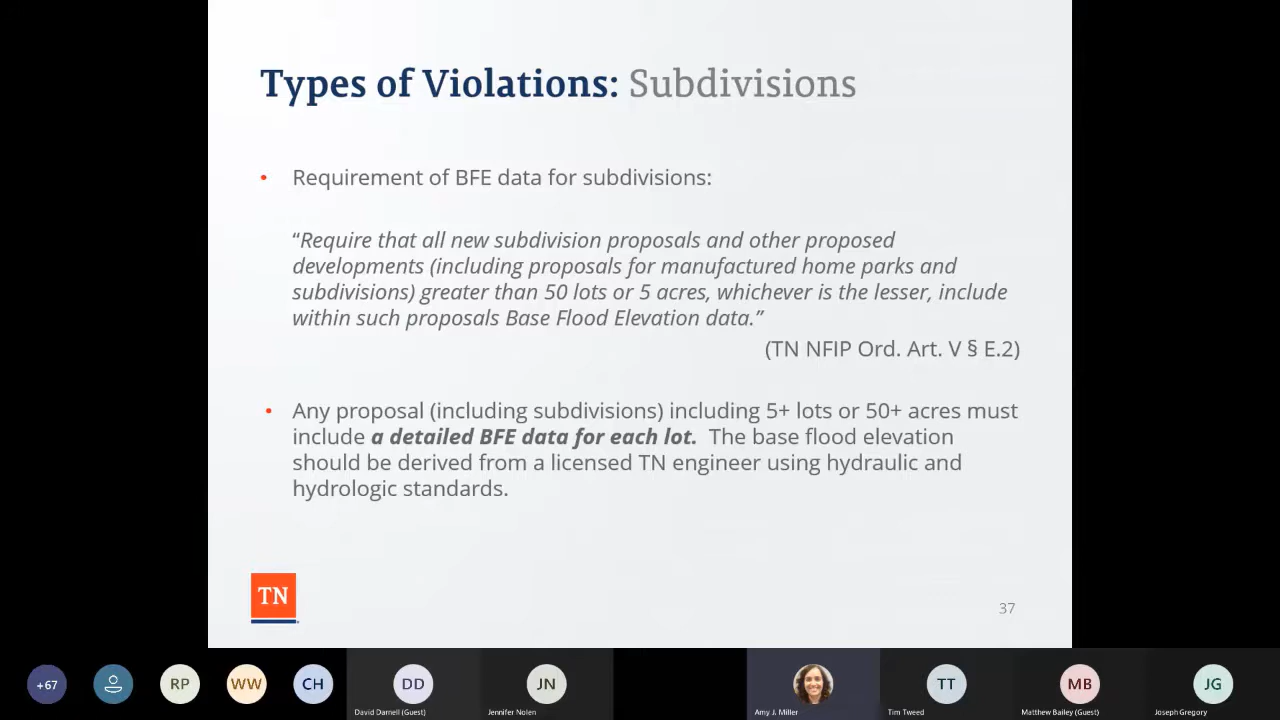 Types of Violations: Subdivisions
• Requirement of BFE data for subdivisions:
“Require that all new subdivision proposals and other proposed
developments (including proposals for manufactured home parks and
subdivisions) greater than 50 lots or 5 acres, whichever is the lesser, include
within such proposals Base Flood Elevation data.”
(TN NFIP Ord. Art. V § E.2)
• Any proposal (including subdivisions) including 5+ lots or 50+ acres must
include a detailed BFE data for each lot. The base flood elevation
should be derived from a licensed TN engineer using hydraulic and
hydrologic standards.
TN
37
+67
RP
WW
CH
DD
JN
TT
MB
JG
David Darnell (Guest)
Jennifer Nolen
Amy J. Miller
Tim Tweed
Matthew Bailey (Guest)
Joseph Gregory